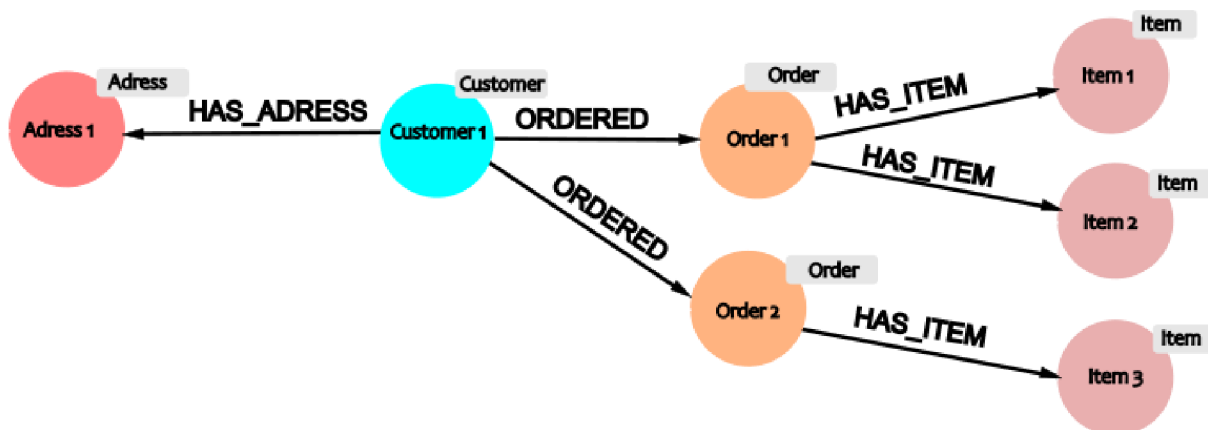 Adress
Adress 1
HAS_ADRESS
Customer
Customer 1
ORDERED
ORDERED
Order
Order 1
HAS_ITEM
HAS_ITEM
Item
Item 1
Item
Item 2
Order
Order 2
HAS_ITEM
Item
Item 3